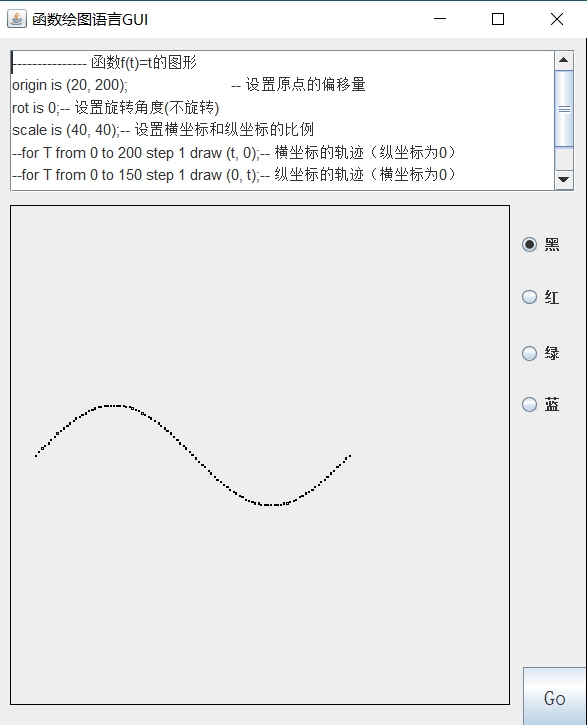 函数绘图语言GUI
--------------- 函数f(t)=t的图形
origin is (20, 200); -- 设置原点的偏移量
rot is 0;-- 设置旋转角度(不旋转)
scale is (40, 40);-- 设置横坐标和纵坐标的比例
--for T from 0 to 200 step 1 draw (t, 0);-- 横坐标的轨迹（纵坐标为0）
--for T from 0 to 150 step 1 draw (0, t);-- 纵坐标的轨迹（横坐标为0）
黑
红
绿
蓝
Go